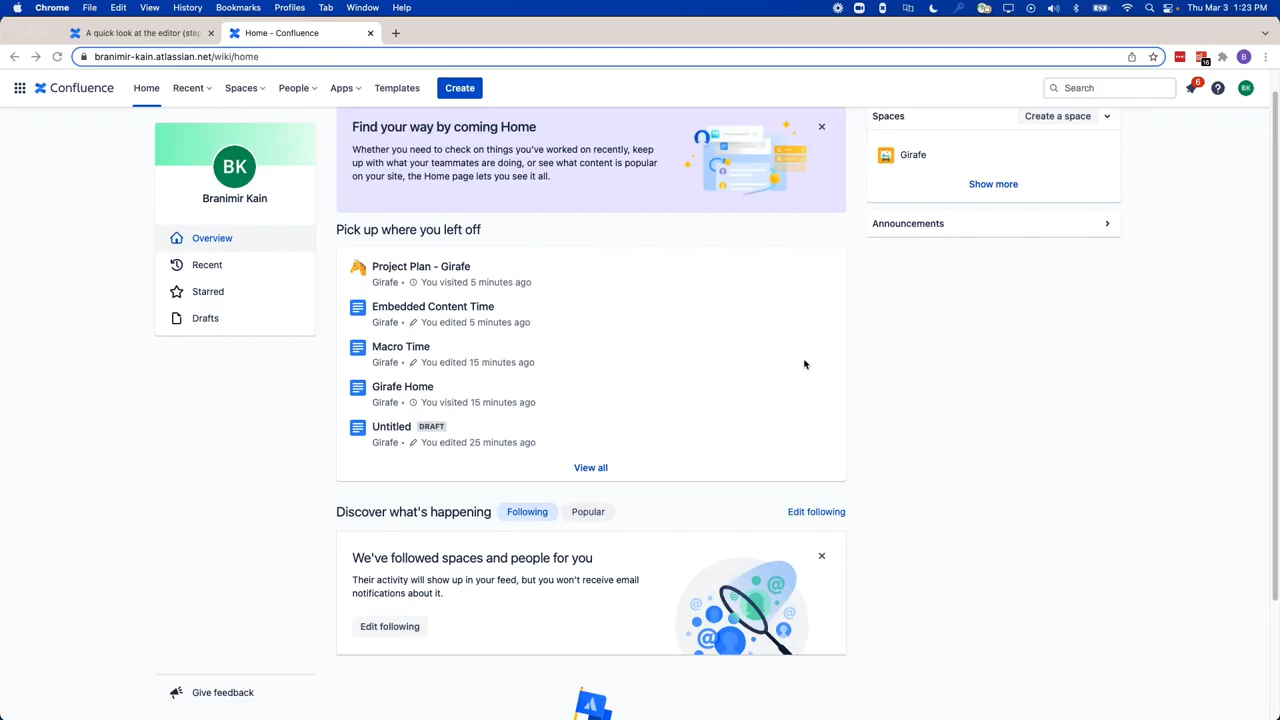 Chrome File Edit View History Bookmarks Profiles Tab Window Help Thu Mar 3 1:23 PM
A quick look at the editor (step
Home - Confluence
branimir-kain.atlassian.net/wiki/home
16
B
Confluence
Home
Recent
Spaces
People
Apps
Templates
Create
Search
6
BK
BK
Branimir Kain
Overview
Recent
Starred
Drafts
Give feedback
Find your way by coming Home
Whether you need to check on things you've worked on recently, keep
up with what your teammates are doing, or see what content is popular
on your site, the Home page lets you see it all.
Pick up where you left off
Project Plan - Girafe
Girafe • You visited 5 minutes ago
Embedded Content Time
Girafe • You edited 5 minutes ago
Macro Time
Girafe • You edited 15 minutes ago
Girafe Home
Girafe • You visited 15 minutes ago
Untitled DRAFT
Girafe • You edited 25 minutes ago
View all
Discover what's happening
Following
Popular
Edit following
We've followed spaces and people for you
Their activity will show up in your feed, but you won't receive email
notifications about it.
Edit following
Spaces
Create a space
Girafe
Show more
Announcements